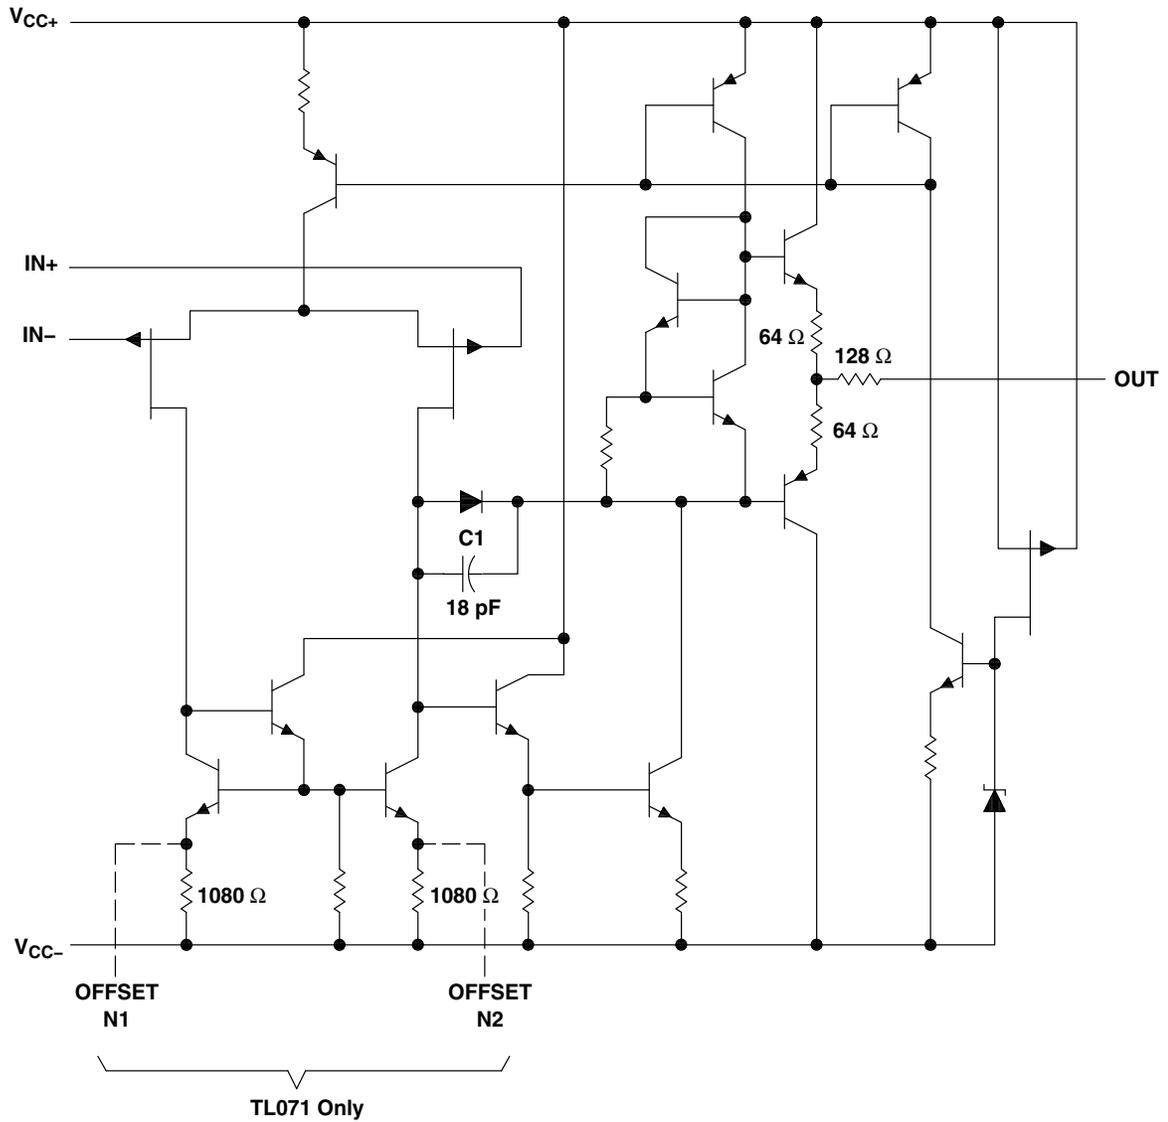 VCC+
IN+
IN−
64 Ω
128 Ω
OUT
64 Ω
C1
18 pF
1080 Ω
1080 Ω
VCC−
OFFSET
N1
OFFSET
N2
TL071 Only